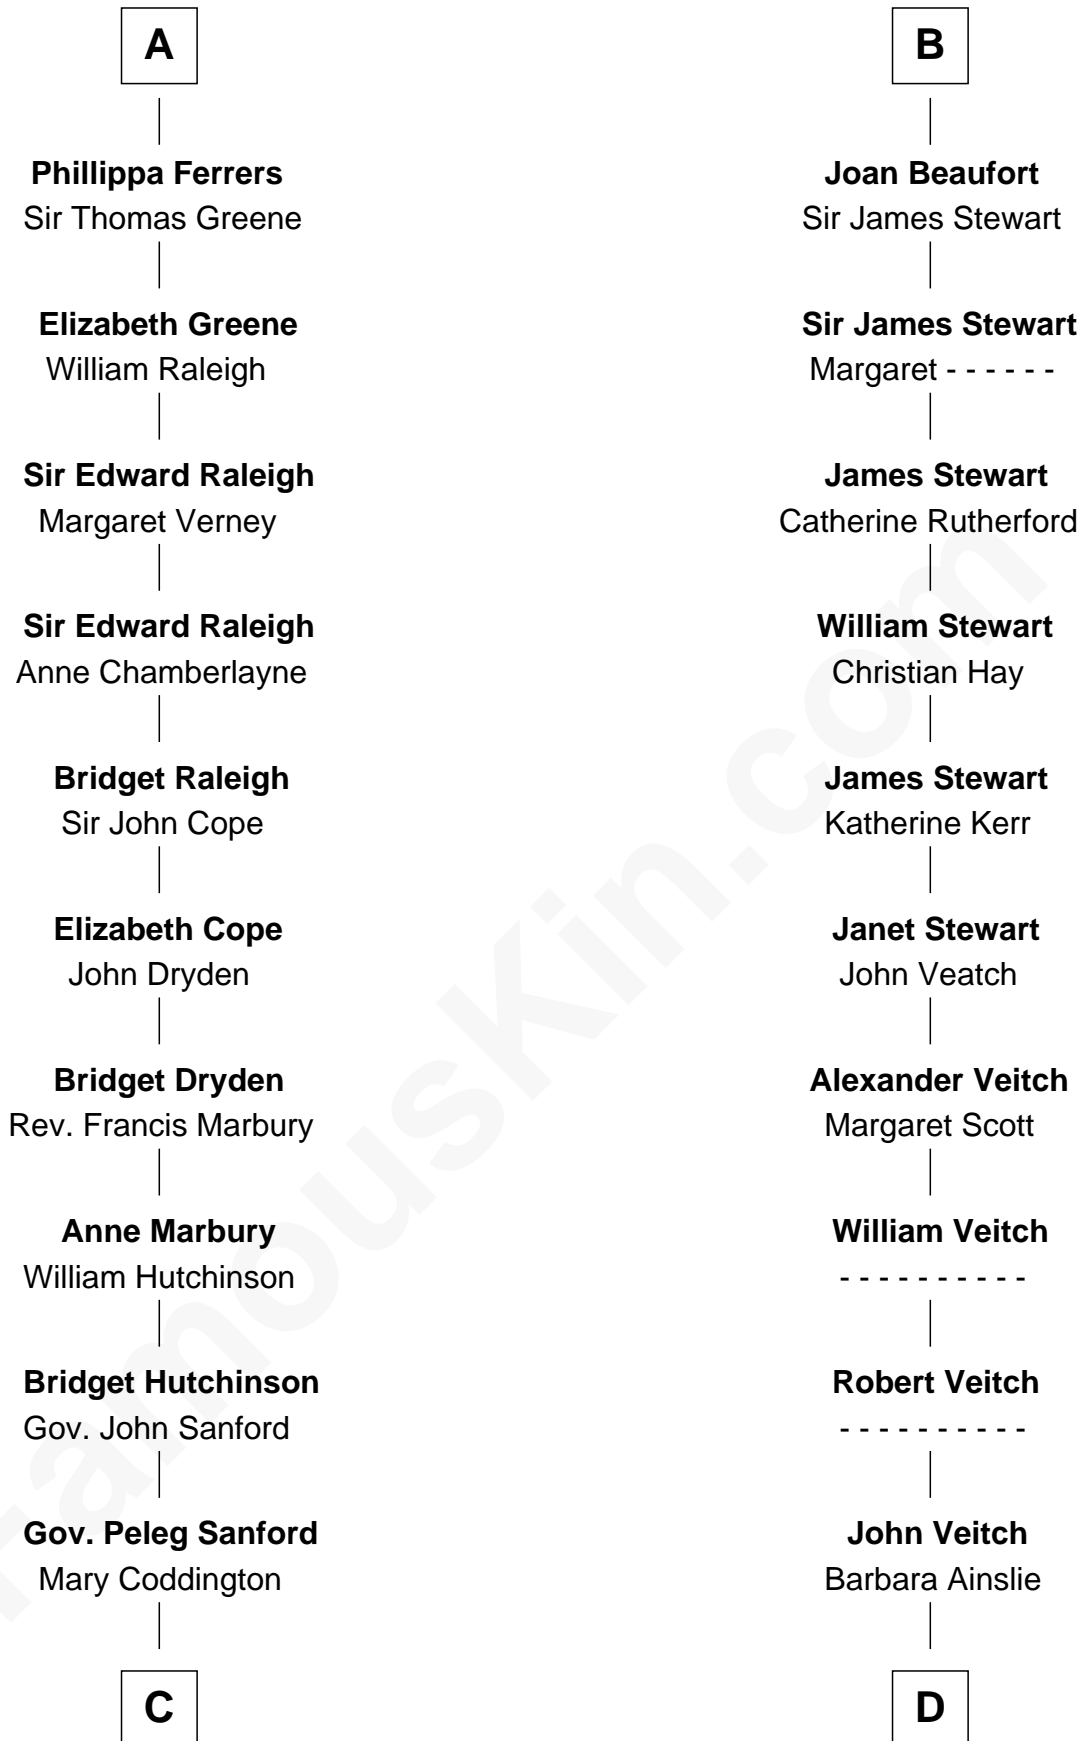 A
Phillippa Ferrers
Sir Thomas Greene
Elizabeth Greene
William Raleigh
Sir Edward Raleigh
Margaret Verney
Sir Edward Raleigh
Anne Chamberlayne
Bridget Raleigh
Sir John Cope
Elizabeth Cope
John Dryden
Bridget Dryden
Rev. Francis Marbury
Anne Marbury
William Hutchinson
Bridget Hutchinson
Gov. John Sanford
Gov. Peleg Sanford
Mary Coddington
C
B
Joan Beaufort
Sir James Stewart
Sir James Stewart
Margaret - - - - - -
James Stewart
Catherine Rutherford
William Stewart
Christian Hay
James Stewart
Katherine Kerr
Janet Stewart
John Veatch
Alexander Veitch
Margaret Scott
William Veitch
- - - - - - - - - -
Robert Veitch
- - - - - - - - - -
John Veitch
Barbara Ainslie
D
FamousKin.com